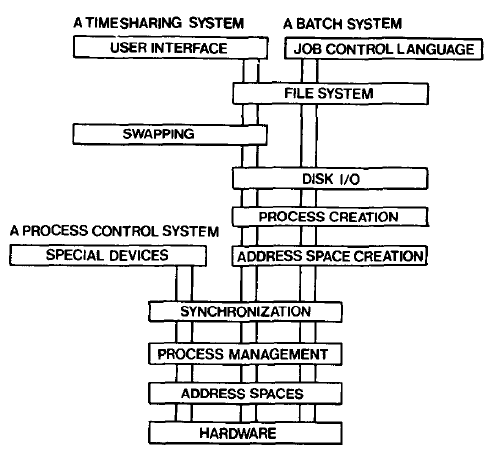 A TIMESHARING SYSTEM
A BATCH SYSTEM
USER INTERFACE
JOB CONTROL LANGUAGE
FILE SYSTEM
SWAPPING
DISK I/O
PROCESS CREATION
A PROCESS CONTROL SYSTEM
SPECIAL DEVICES
ADDRESS SPACE CREATION
SYNCHRONIZATION
PROCESS MANAGEMENT
ADDRESS SPACES
HARDWARE